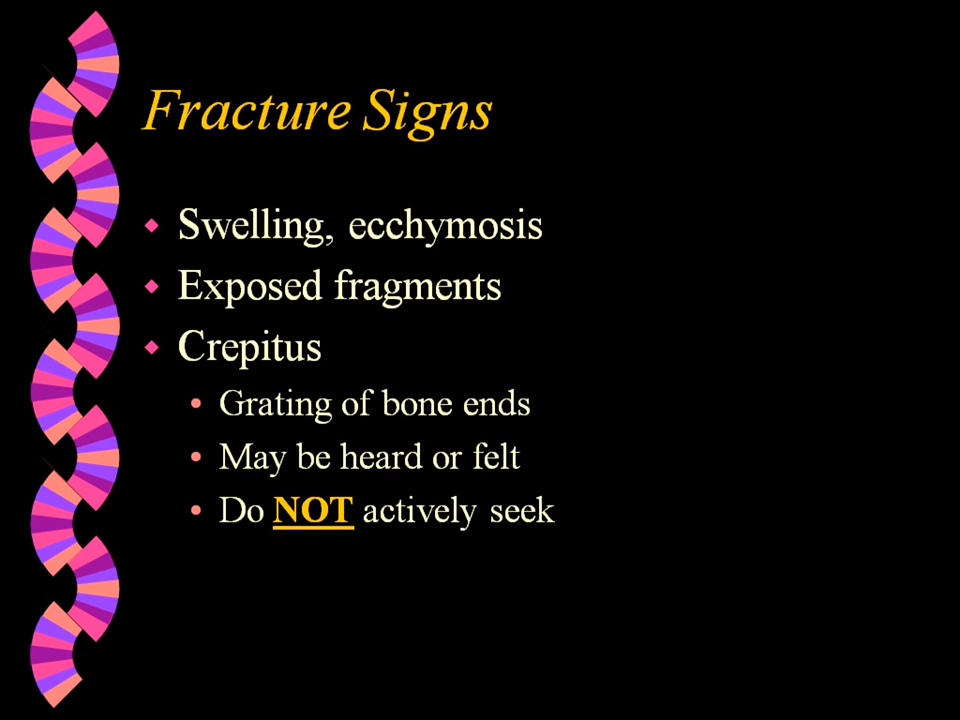 Fracture Signs
Swelling, ecchymosis
Exposed fragments
Crepitus
Grating of bone ends
May be heard or felt
Do NOT actively seek